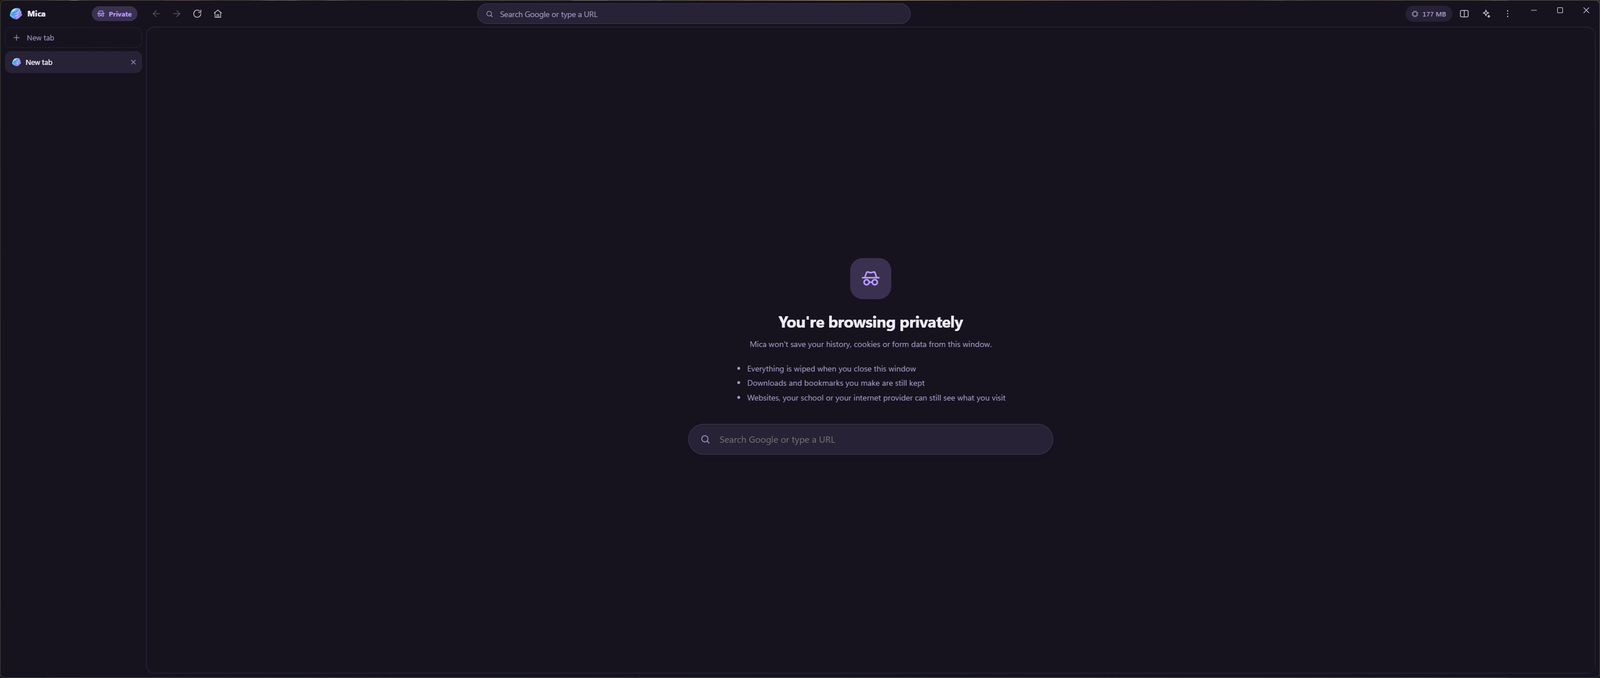 Mica
Private
Search Google or type a URL
177 MB
New tab
New tab
You're browsing privately
Mica won't save your history, cookies or form data from this window.
• Everything is wiped when you close this window
• Downloads and bookmarks you make are still kept
• Websites, your school or your internet provider can still see what you visit
Search Google or type a URL